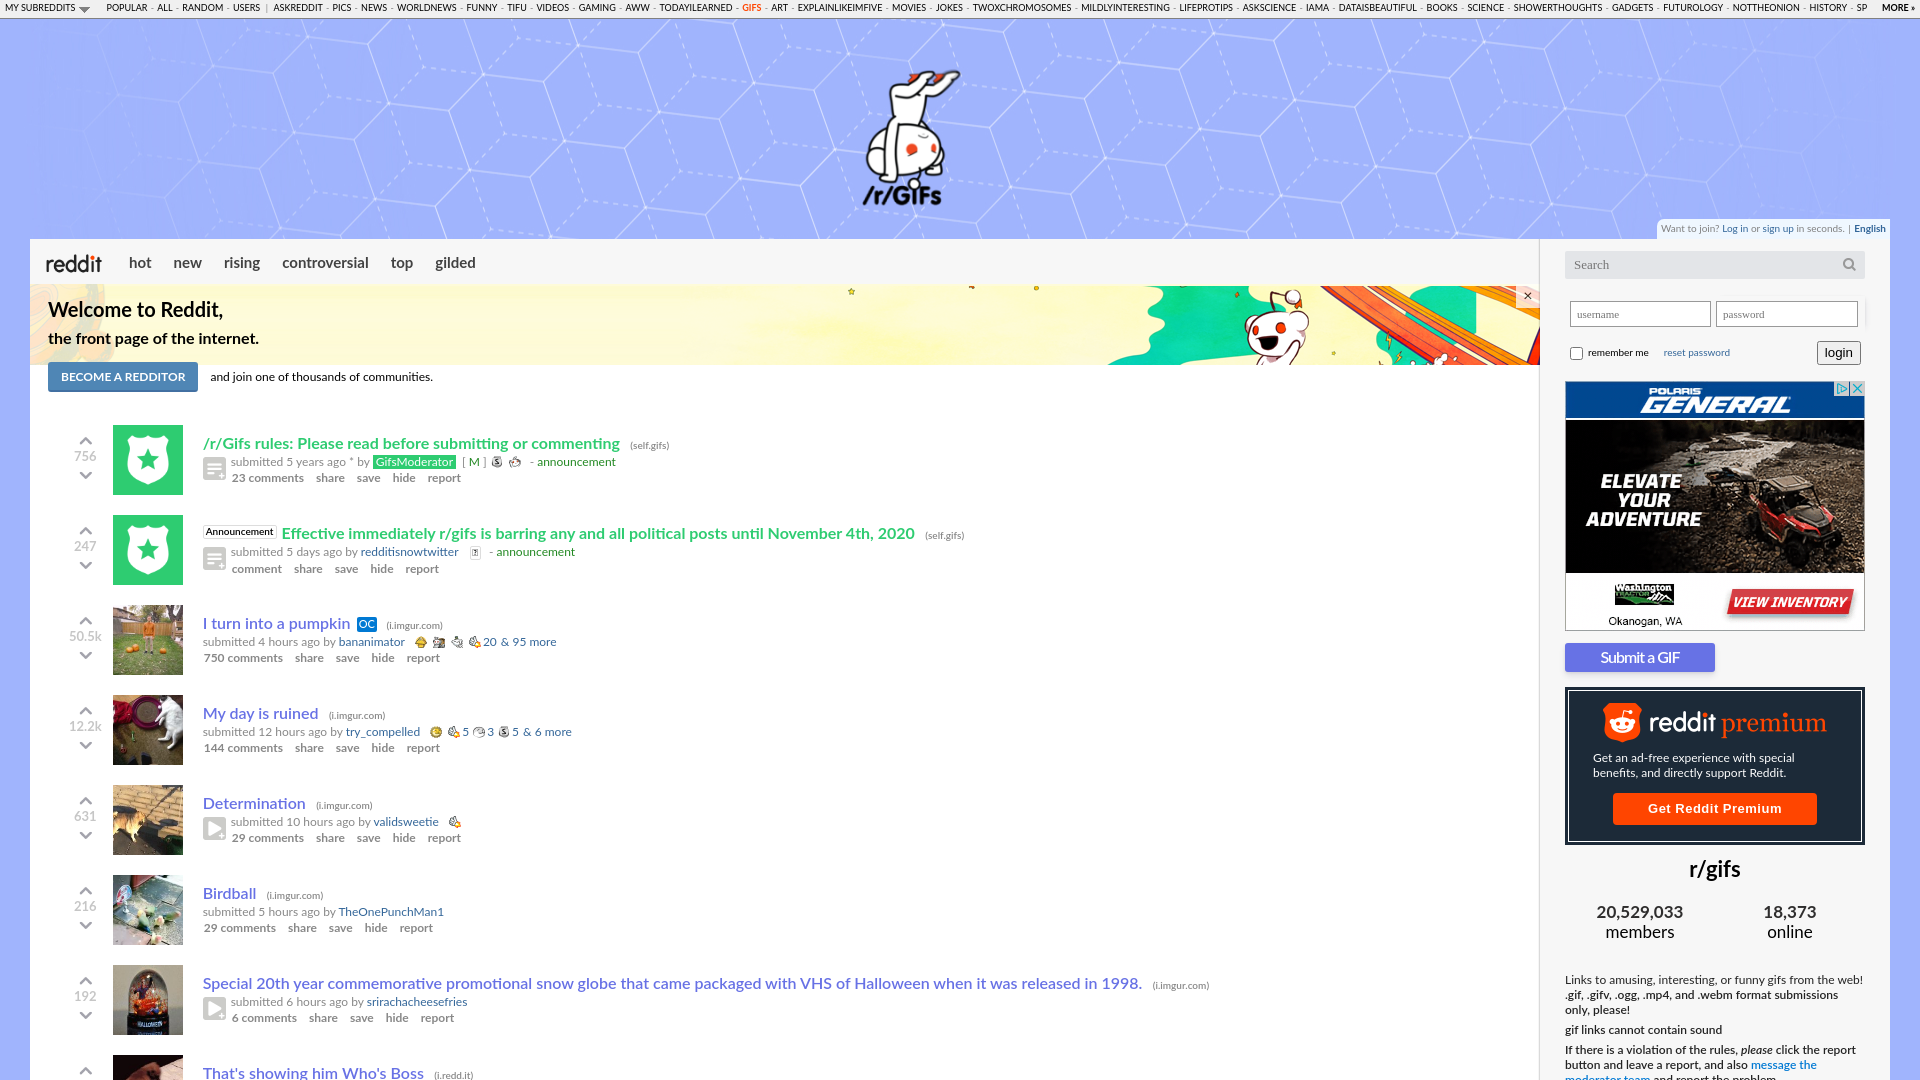 MY SUBREDDITS POPULAR - ALL - RANDOM - USERS | ASKREDDIT - PICS - NEWS - WORLDNEWS - FUNNY - TIFU - VIDEOS - GAMING - AWW - TODAYILEARNED - GIFS - ART - EXPLAINLIKEIMFIVE - MOVIES - JOKES - TWOXCHROMOSOMES - MILDLYINTERESTING - LIFEPROTIPS - ASKSCIENCE - IAMA - DATAISBEAUTIFUL - BOOKS - SCIENCE - SHOWERTHOUGHTS - GADGETS - FUTUROLOGY - NOTTHEONION - HISTORY - SP MORE »
/r/GIFs
Want to join? Log in or sign up in seconds. | English
reddit hot new rising controversial top gilded
Welcome to Reddit,
the front page of the internet.
BECOME A REDDITOR and join one of thousands of communities.
756
/r/Gifs rules: Please read before submitting or commenting (self.gifs)
submitted 5 years ago * by GifsModerator [ M ] - announcement
23 comments share save hide report
247
Announcement Effective immediately r/gifs is barring any and all political posts until November 4th, 2020 (self.gifs)
submitted 5 days ago by redditisnowtwitter - announcement
comment share save hide report
50.5k
I turn into a pumpkin OC (i.imgur.com)
submitted 4 hours ago by bananimator 20 & 95 more
750 comments share save hide report
12.2k
My day is ruined (i.imgur.com)
submitted 12 hours ago by try_compelled 5 3 5 & 6 more
144 comments share save hide report
631
Determination (i.imgur.com)
submitted 10 hours ago by validsweetie
29 comments share save hide report
216
Birdball (i.imgur.com)
submitted 5 hours ago by TheOnePunchMan1
29 comments share save hide report
192
Special 20th year commemorative promotional snow globe that came packaged with VHS of Halloween when it was released in 1998. (i.imgur.com)
submitted 6 hours ago by srirachacheesefries
6 comments share save hide report
HALLOWEEN
That's showing him Who's Boss (i.redd.it)
Search
username password
remember me reset password login
POLARIS
GENERAL
ELEVATE
YOUR
ADVENTURE
Washington
TRACTOR
Okanogan, WA
VIEW INVENTORY
Submit a GIF
reddit premium
Get an ad-free experience with special
benefits, and directly support Reddit.
Get Reddit Premium
r/gifs
20,529,033 18,373
members online
Links to amusing, interesting, or funny gifs from the web!
.gif, .gifv, .ogg, .mp4, and .webm format submissions
only, please!
gif links cannot contain sound
If there is a violation of the rules, please click the report
button and leave a report, and also message the
moderator team and report the problem.